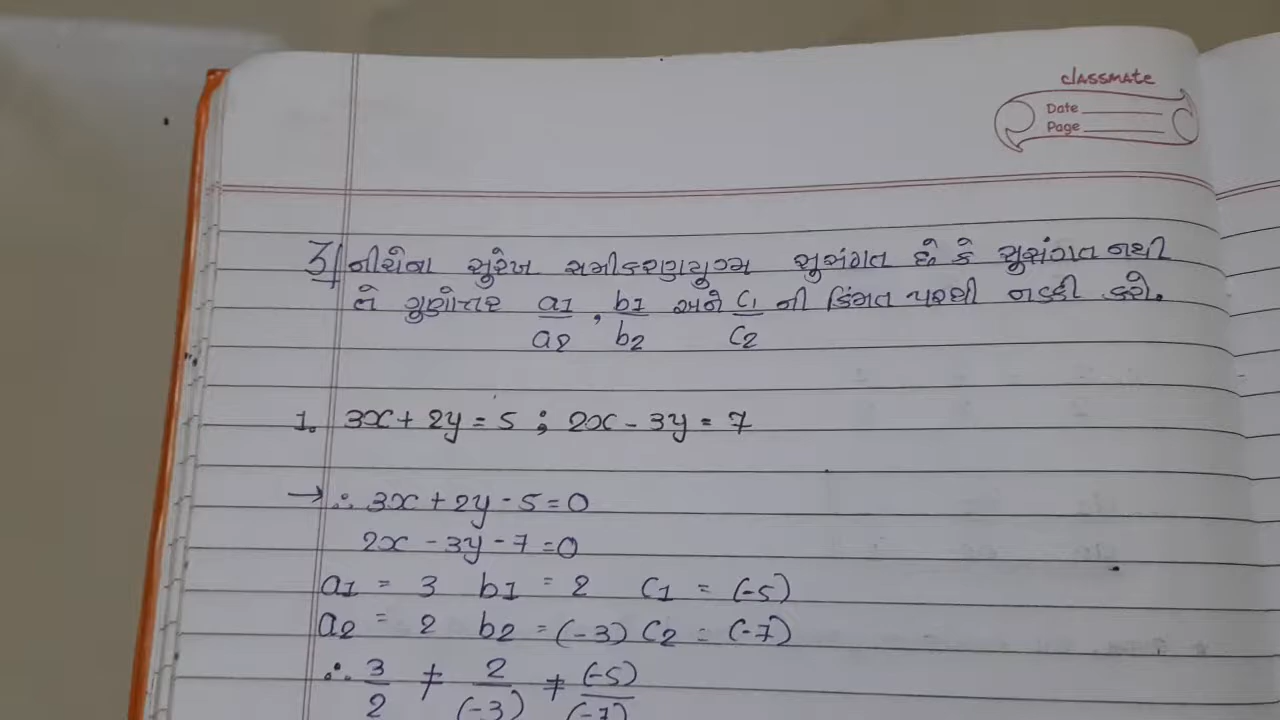 classmate
Date
Page
3| નીચેના સુરેખ સમીકરણયુગ્મ સુસંગત છે કે સુસંગત નથી
તે ગુણોત્તર a1/a2, b1/b2 અને c1/c2 ની કિંમત પરથી નક્કી કરો.
1. 3x + 2y = 5 ; 2x - 3y = 7
→ ∴ 3x + 2y - 5 = 0
2x - 3y - 7 = 0
a1 = 3 b1 = 2 c1 = (-5)
a2 = 2 b2 = (-3) c2 = (-7)
∴ 3/2 ≠ 2/(-3) ≠ (-5)/(-7)